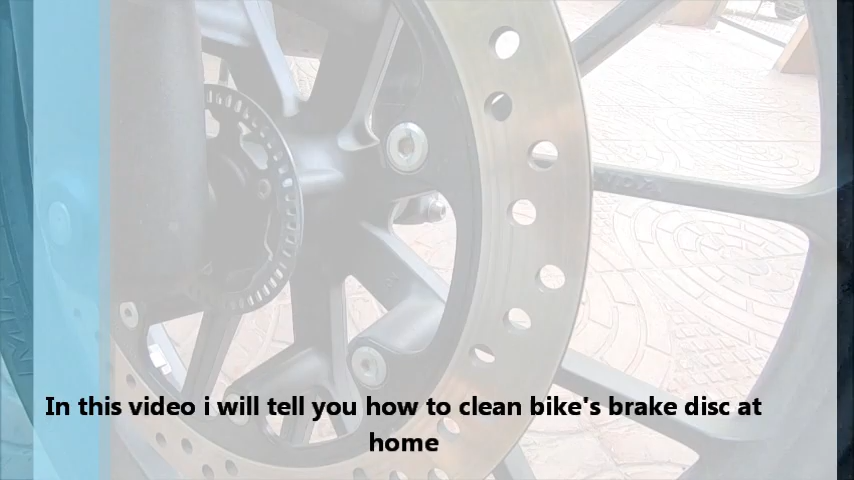 In this video i will tell you how to clean bike's brake disc at
home